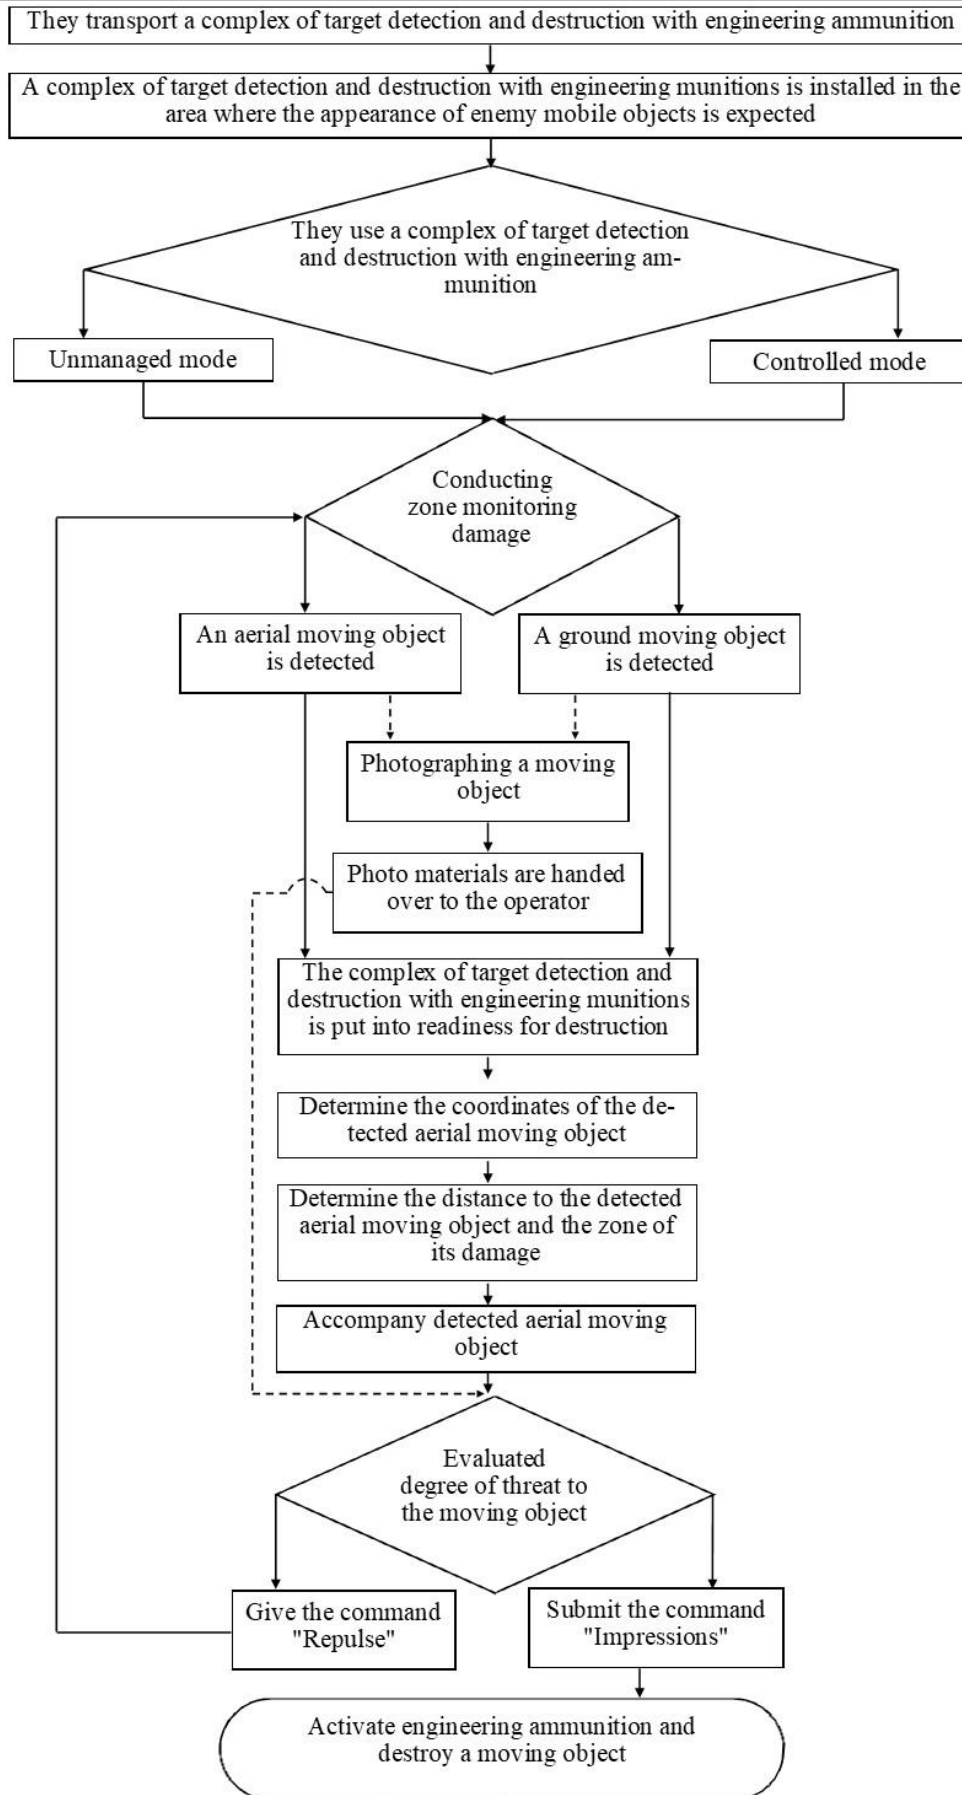 They transport a complex of target detection and destruction with engineering ammunition
A complex of target detection and destruction with engineering munitions is installed in the
area where the appearance of enemy mobile objects is expected
They use a complex of target detection
and destruction with engineering am-
munition
Unmanaged mode
Controlled mode
Conducting
zone monitoring
damage
An aerial moving object
is detected
A ground moving object
is detected
Photographing a moving
object
Photo materials are handed
over to the operator
The complex of target detection and
destruction with engineering munitions
is put into readiness for destruction
Determine the coordinates of the de-
tected aerial moving object
Determine the distance to the detected
aerial moving object and the zone of
its damage
Accompany detected aerial moving
object
Evaluated
degree of threat to
the moving object
Give the command
"Repulse"
Submit the command
"Impressions"
Activate engineering ammunition and
destroy a moving object